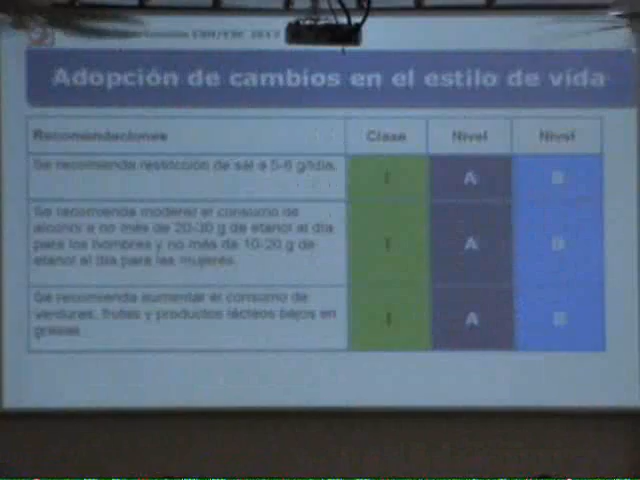 ESH/ESC 2013
Adopción de cambios en el estilo de vida
Recomendaciones Clase Nivel Nivel
Se recomienda restricción de sal a 5-6 g/día. I A B
Se recomienda moderar el consumo de
alcohol a no más de 20-30 g de etanol al día
para los hombres y no más de 10-20 g de
etanol al día para las mujeres. I A B
Se recomienda aumentar el consumo de
verduras, frutas y productos lácteos bajos en
grasas I A B